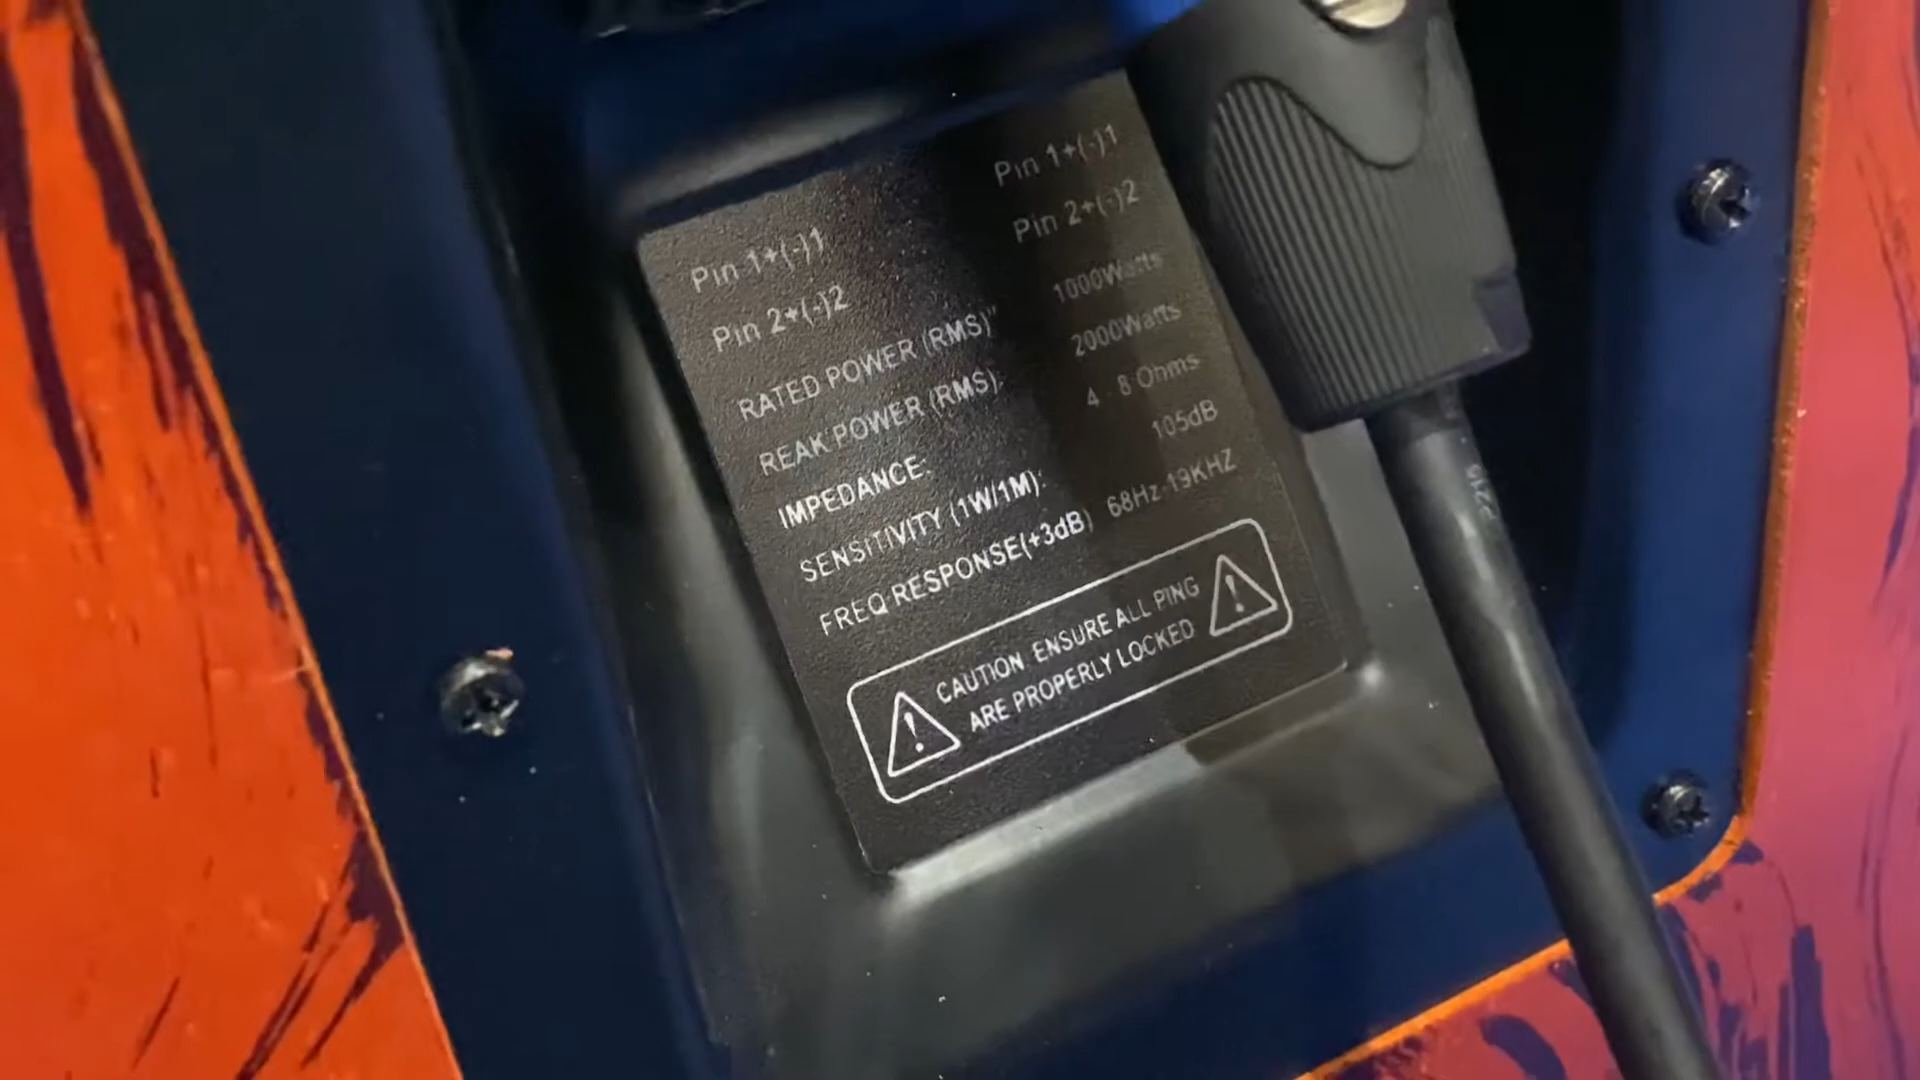 Pin 1+(-)1 Pin 1+(-)1
Pin 2+(-)2 Pin 2+(-)2
RATED POWER (RMS)" 1000Watts
REAK POWER (RMS): 2000Watts
IMPEDANCE: 4 - 8 Ohms
SENSITIVITY (1W/1M): 105dB
FREQ RESPONSE(+3dB) 68Hz-19KHZ
CAUTION ENSURE ALL PING
ARE PROPERLY LOCKED